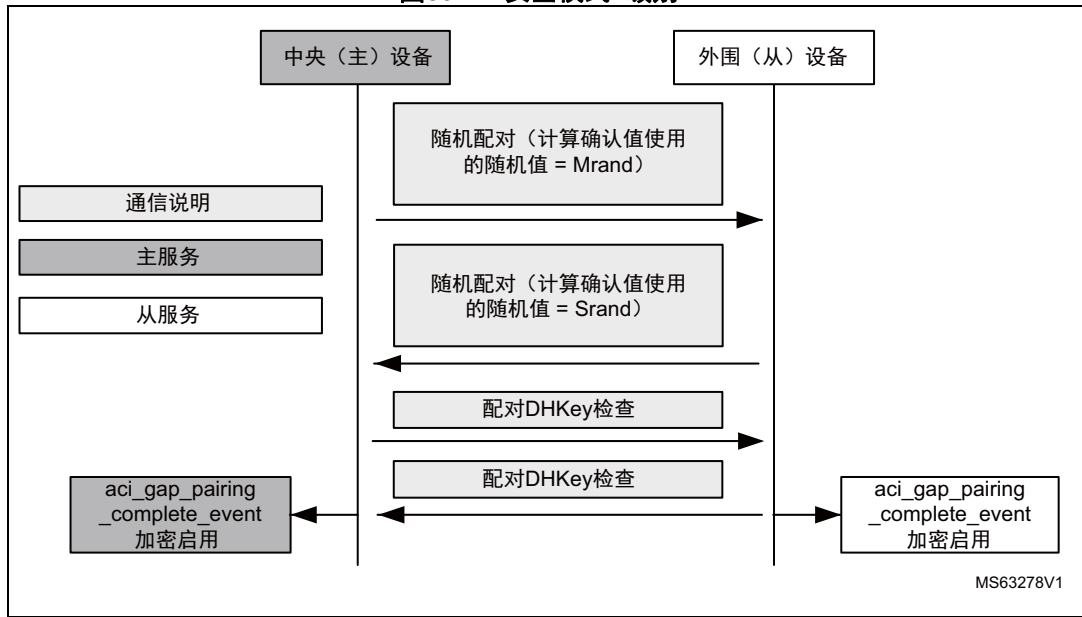 中央（主）设备
外围（从）设备
随机配对（计算确认值使用
的随机值 = Mrand）
通信说明
主服务
从服务
随机配对（计算确认值使用
的随机值 = Srand）
配对DHKey检查
配对DHKey检查
aci_gap_pairing
_complete_event
加密启用
aci_gap_pairing
_complete_event
加密启用
MS63278V1